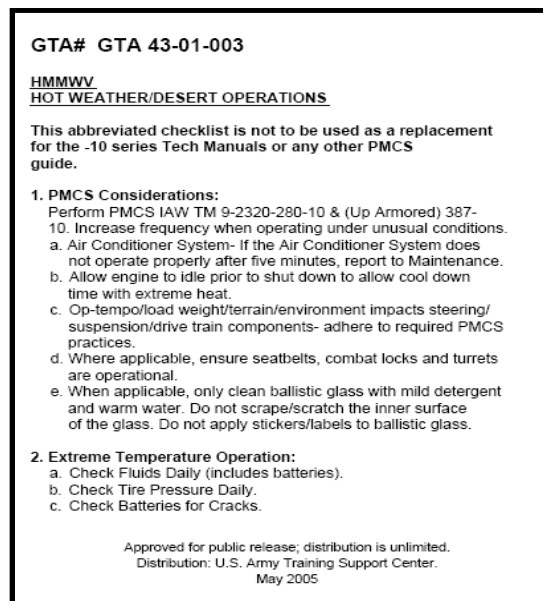 GTA# GTA 43-01-003
HMMWV
HOT WEATHER/DESERT OPERATIONS
This abbreviated checklist is not to be used as a replacement
for the -10 series Tech Manuals or any other PMCS
guide.
1. PMCS Considerations:
Perform PMCS IAW TM 9-2320-280-10 & (Up Armored) 387-
10. Increase frequency when operating under unusual conditions.
a. Air Conditioner System- If the Air Conditioner System does
not operate properly after five minutes, report to Maintenance.
b. Allow engine to idle prior to shut down to allow cool down
time with extreme heat.
c. Op-tempo/load weight/terrain/environment impacts steering/
suspension/drive train components- adhere to required PMCS
practices.
d. Where applicable, ensure seatbelts, combat locks and turrets
are operational.
e. When applicable, only clean ballistic glass with mild detergent
and warm water. Do not scrape/scratch the inner surface
of the glass. Do not apply stickers/labels to ballistic glass.
2. Extreme Temperature Operation:
a. Check Fluids Daily (includes batteries).
b. Check Tire Pressure Daily.
c. Check Batteries for Cracks.
Approved for public release; distribution is unlimited.
Distribution: U.S. Army Training Support Center.
May 2005